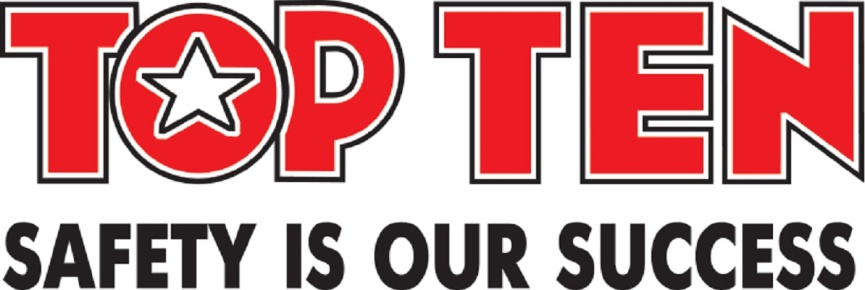 TOP TEN
SAFETY IS OUR SUCCESS